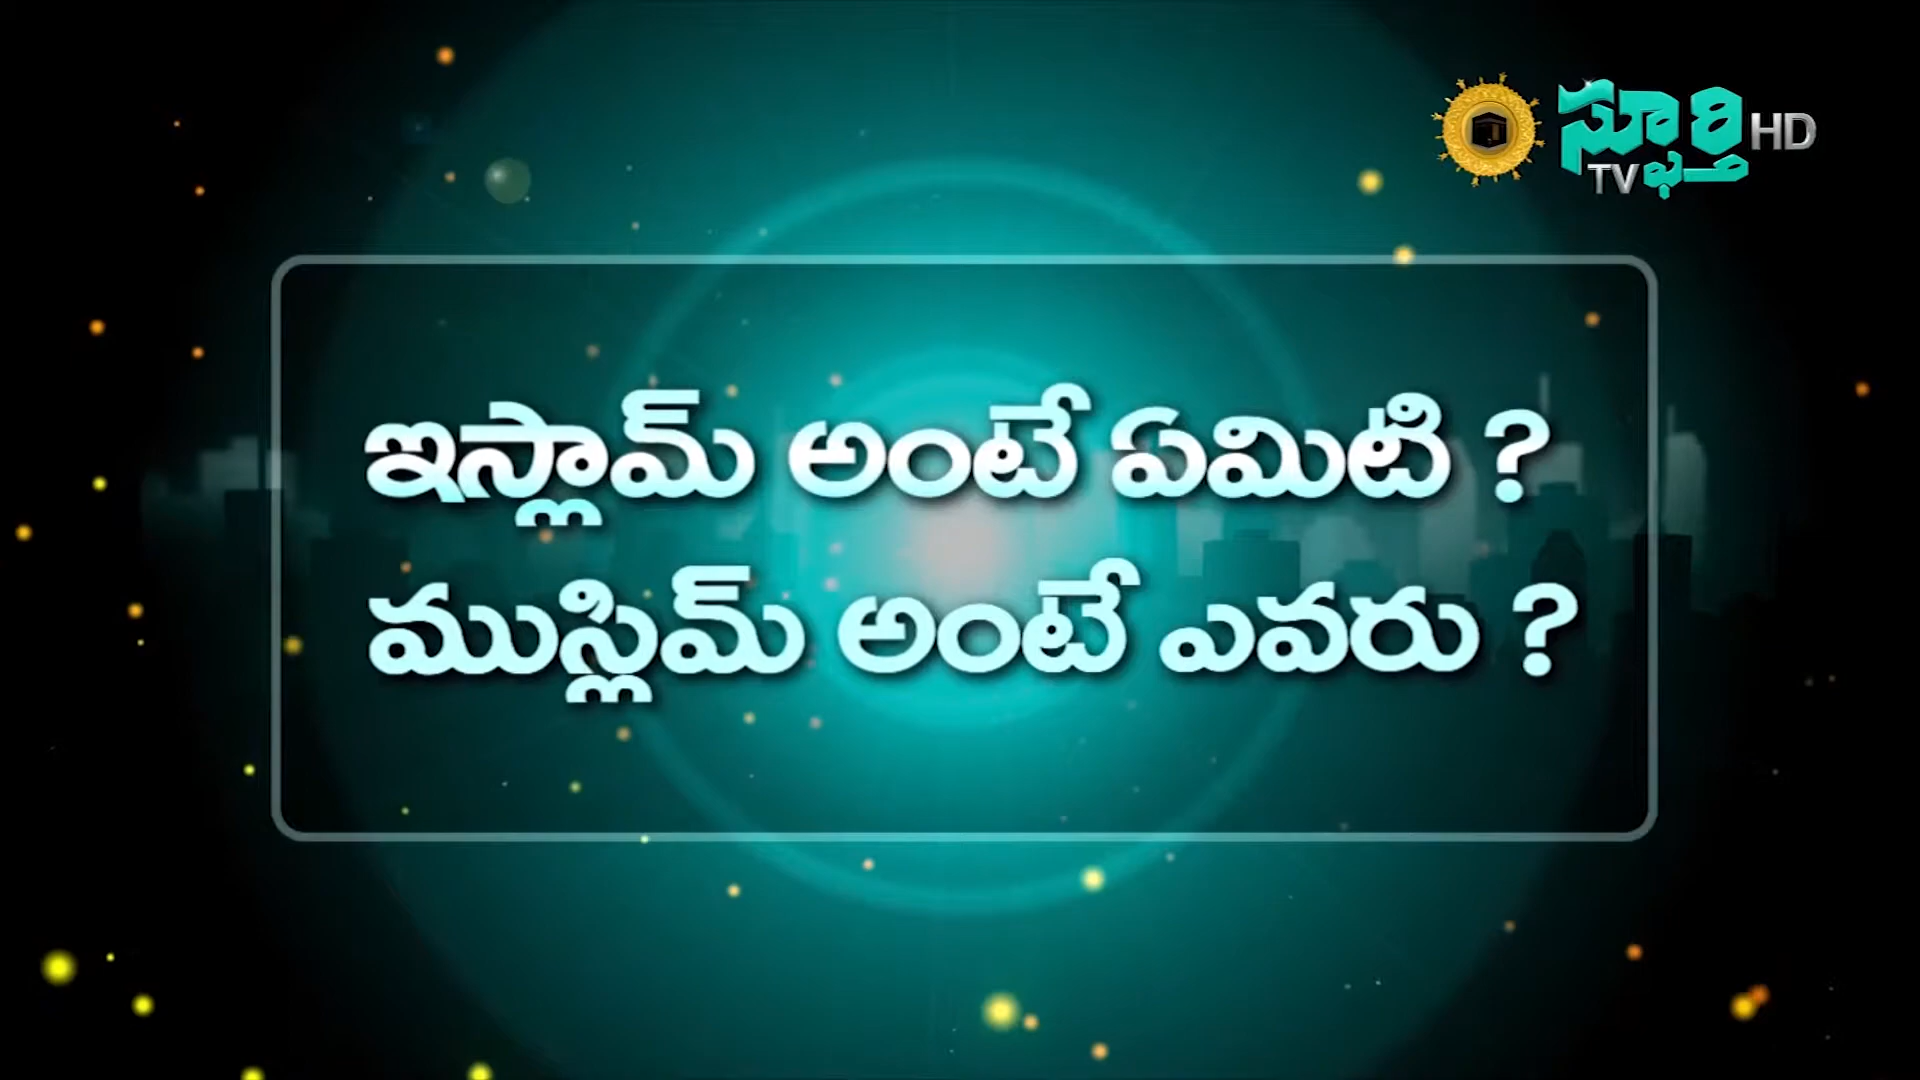 స్ఫూర్తి TV HD
ఇస్లామ్ అంటే ఏమిటి ?
ముస్లిమ్ అంటే ఎవరు ?